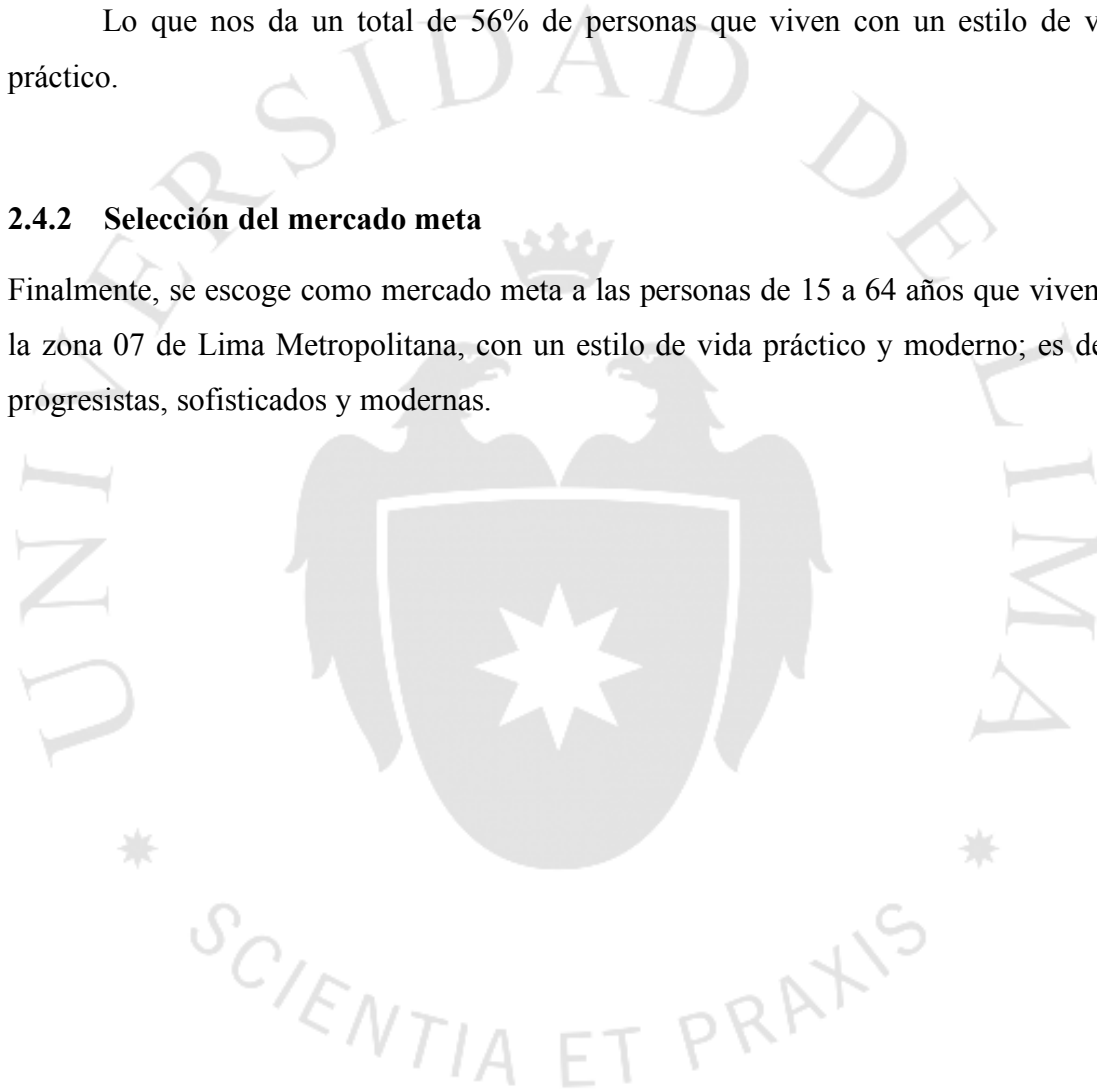 Lo que nos da un total de 56% de personas que viven con un estilo de v
práctico.
2.4.2 Selección del mercado meta
Finalmente, se escoge como mercado meta a las personas de 15 a 64 años que viven
la zona 07 de Lima Metropolitana, con un estilo de vida práctico y moderno; es de
progresistas, sofisticados y modernas.
UNIVERSIDAD DE LIMA
SCIENTIA ET PRAXIS